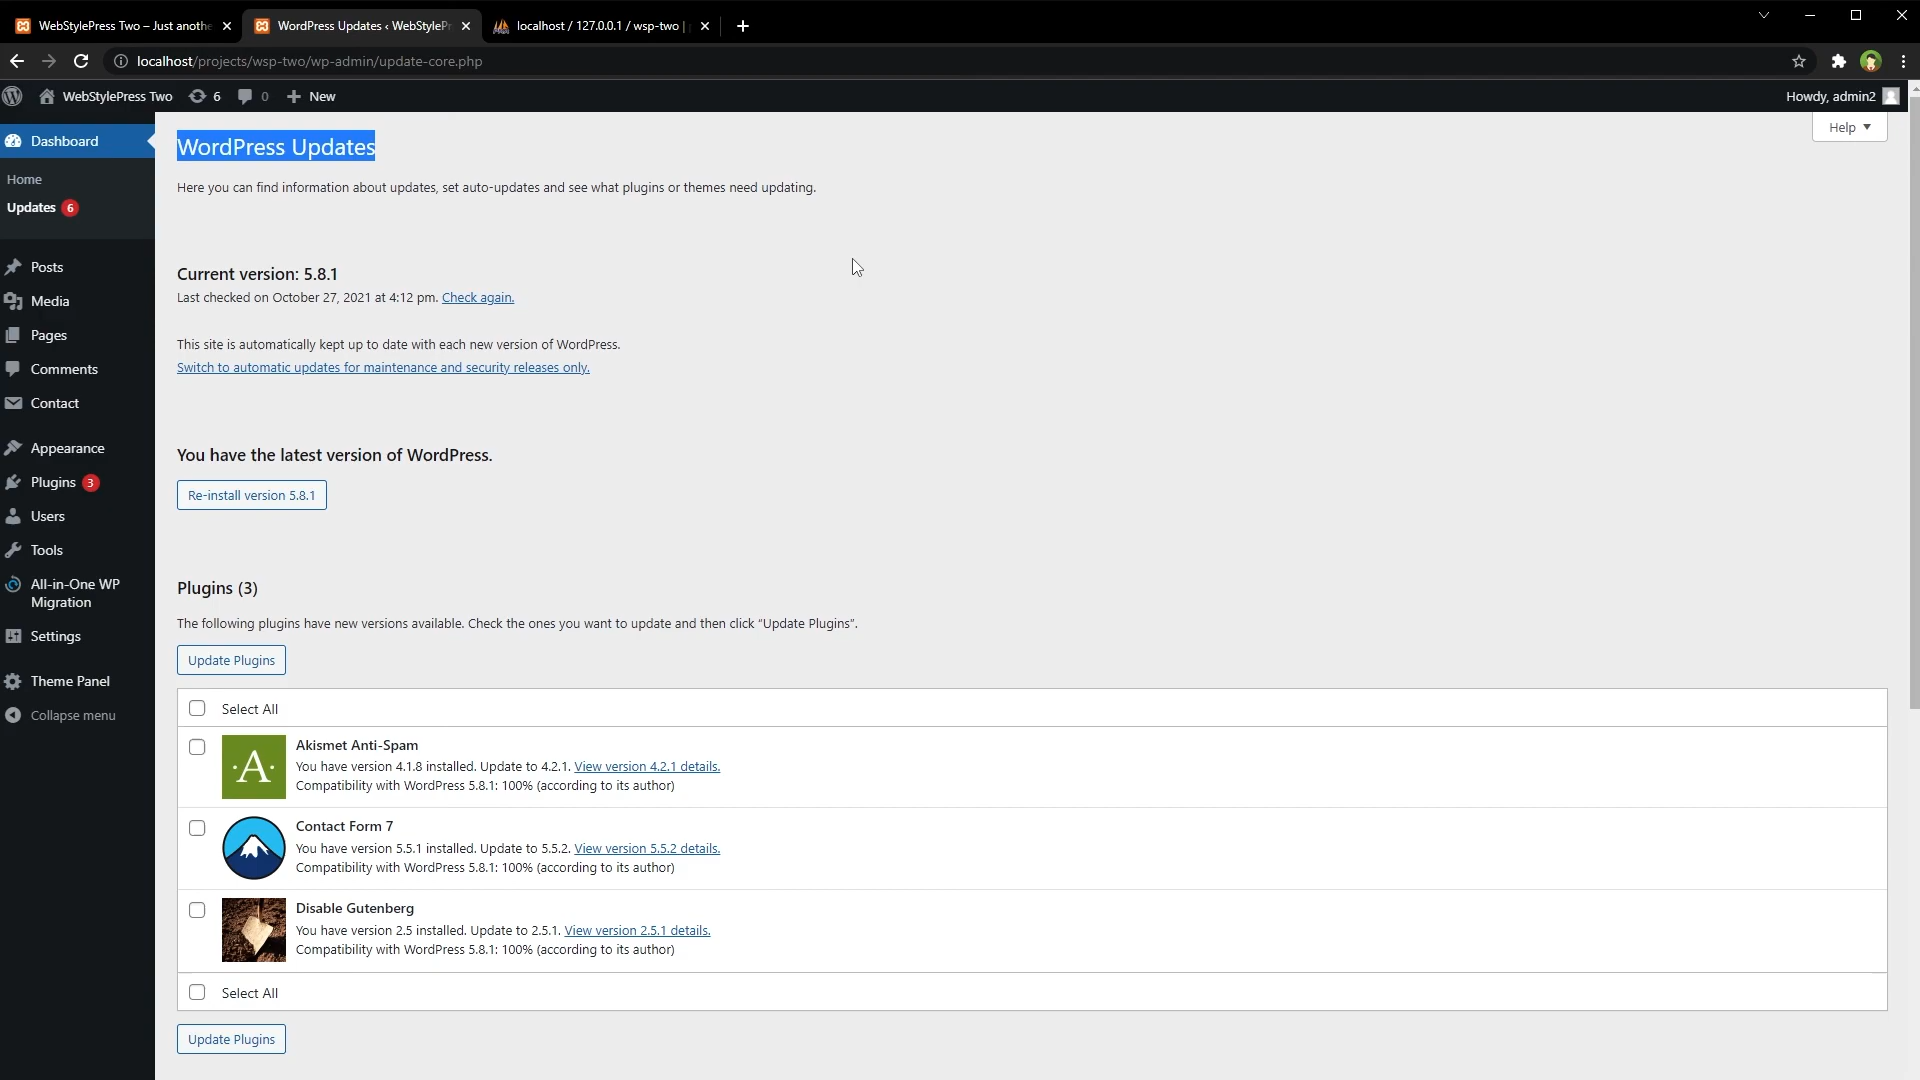 WebStylePress Two – Just anothe
WordPress Updates ‹ WebStylePr
localhost / 127.0.0.1 / wsp-two |
localhost/projects/wsp-two/wp-admin/update-core.php
WebStylePress Two
6
0
New
Howdy, admin2
Dashboard
Home
Updates 6
Posts
Media
Pages
Comments
Contact
Appearance
Plugins 3
Users
Tools
All-in-One WP
Migration
Settings
Theme Panel
Collapse menu
Help
WordPress Updates
Here you can find information about updates, set auto-updates and see what plugins or themes need updating.
Current version: 5.8.1
Last checked on October 27, 2021 at 4:12 pm. Check again.
This site is automatically kept up to date with each new version of WordPress.
Switch to automatic updates for maintenance and security releases only.
You have the latest version of WordPress.
Re-install version 5.8.1
Plugins (3)
The following plugins have new versions available. Check the ones you want to update and then click “Update Plugins”.
Update Plugins
Select All
·A·
Akismet Anti-Spam
You have version 4.1.8 installed. Update to 4.2.1. View version 4.2.1 details.
Compatibility with WordPress 5.8.1: 100% (according to its author)
Contact Form 7
You have version 5.5.1 installed. Update to 5.5.2. View version 5.5.2 details.
Compatibility with WordPress 5.8.1: 100% (according to its author)
Disable Gutenberg
You have version 2.5 installed. Update to 2.5.1. View version 2.5.1 details.
Compatibility with WordPress 5.8.1: 100% (according to its author)
Select All
Update Plugins